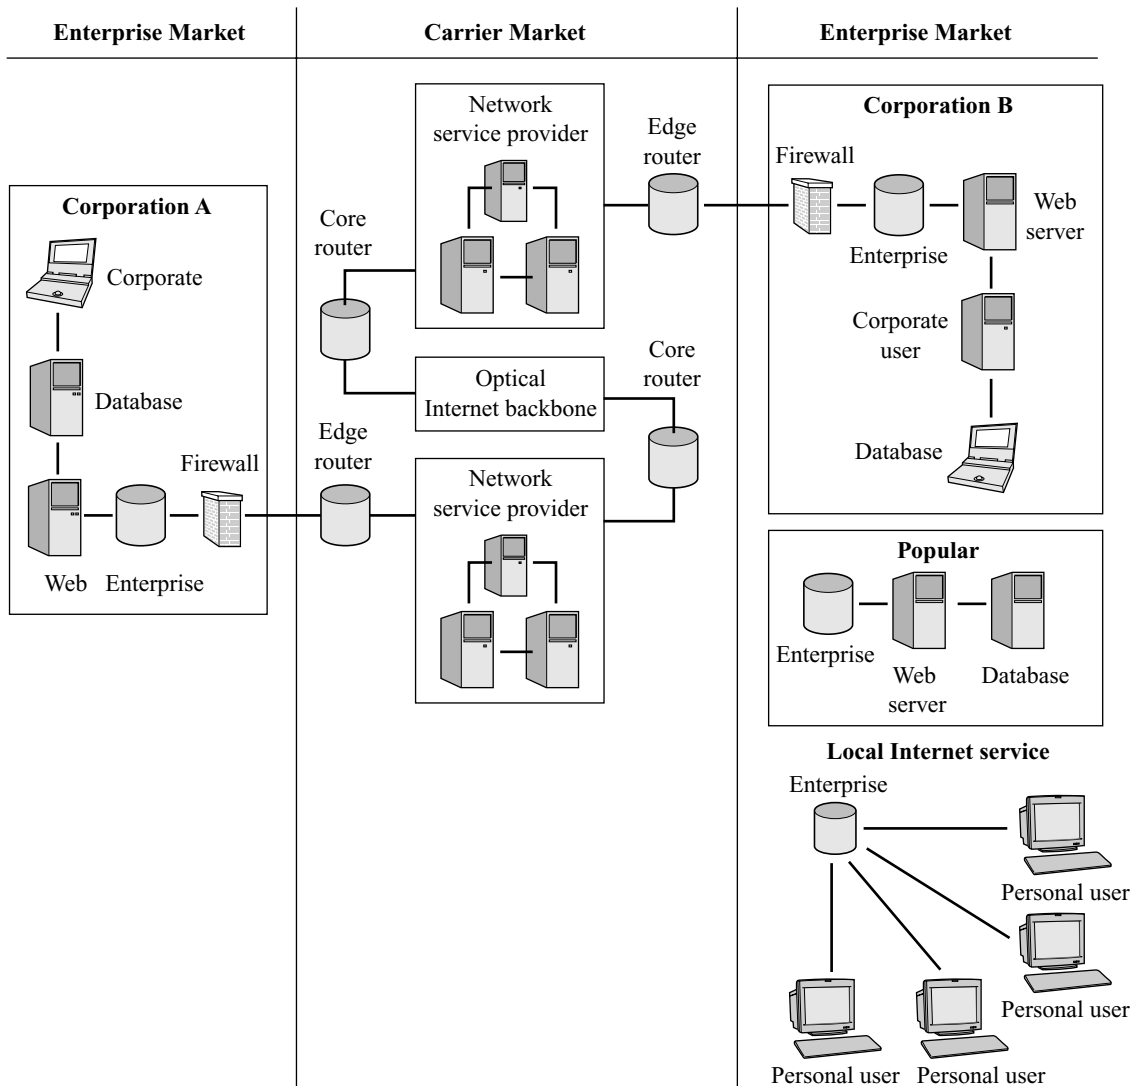 Enterprise Market
Carrier Market
Enterprise Market
Corporation A
Corporate
Database
Web
Enterprise
Firewall
Network
service provider
Edge
router
Core
router
Optical
Internet backbone
Core
router
Edge
router
Network
service provider
Corporation B
Firewall
Enterprise
Web
server
Corporate
user
Database
Popular
Enterprise
Web
server
Database
Local Internet service
Enterprise
Personal user
Personal user
Personal user
Personal user